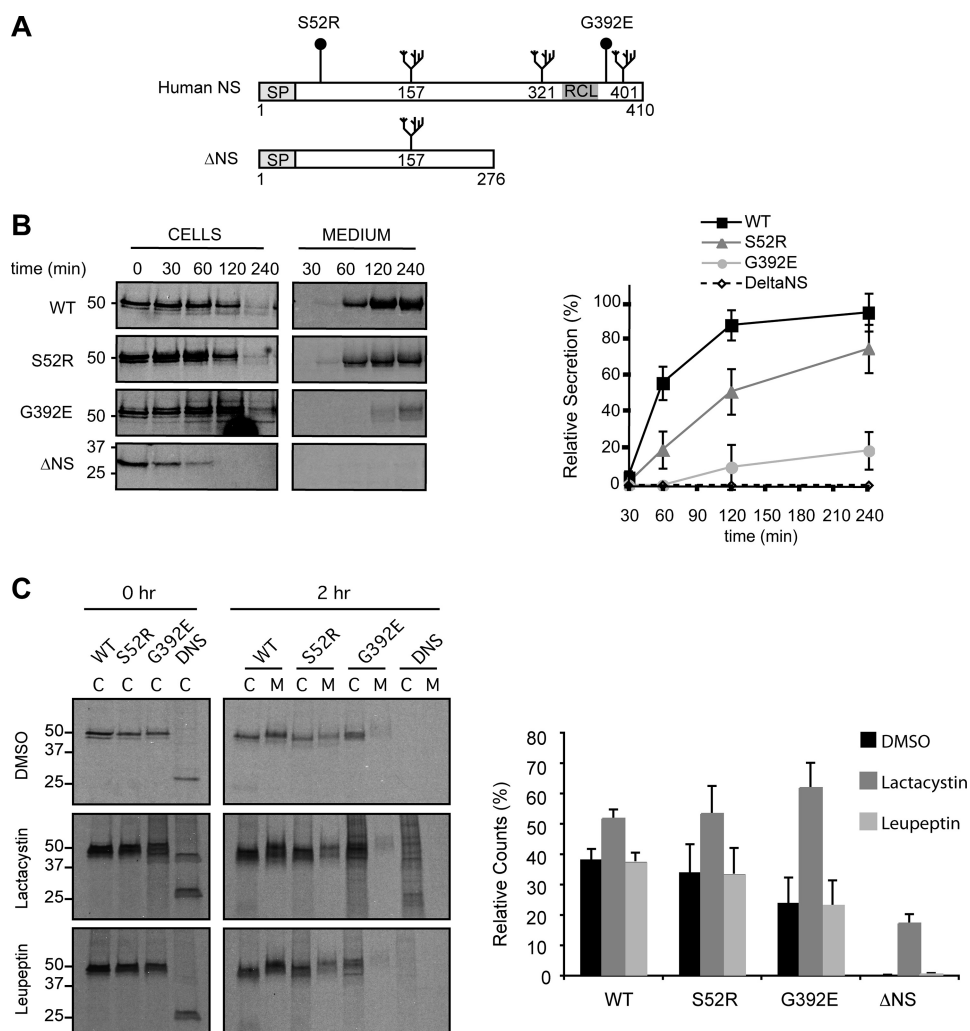 A
S52R
G392E
Human NS
SP
157
321
RCL
401
1
410
ΔNS
SP
157
1
276
B
CELLS
MEDIUM
time (min)
0 30 60 120 240
30 60 120 240
WT
50
S52R
50
G392E
50
ΔNS
37
25
WT
S52R
G392E
DeltaNS
Relative Secretion (%)
100
80
60
40
20
0
30 60 90 120 150 180 210 240
time (min)
C
0 hr
2 hr
WT S52R G392E DNS
WT S52R G392E DNS
C C C C
C M C M C M C M
DMSO
50
37
25
Lactacystin
50
37
25
Leupeptin
50
37
25
Relative Counts (%)
80
70
60
50
40
30
20
10
0
DMSO
Lactacystin
Leupeptin
WT S52R G392E ΔNS